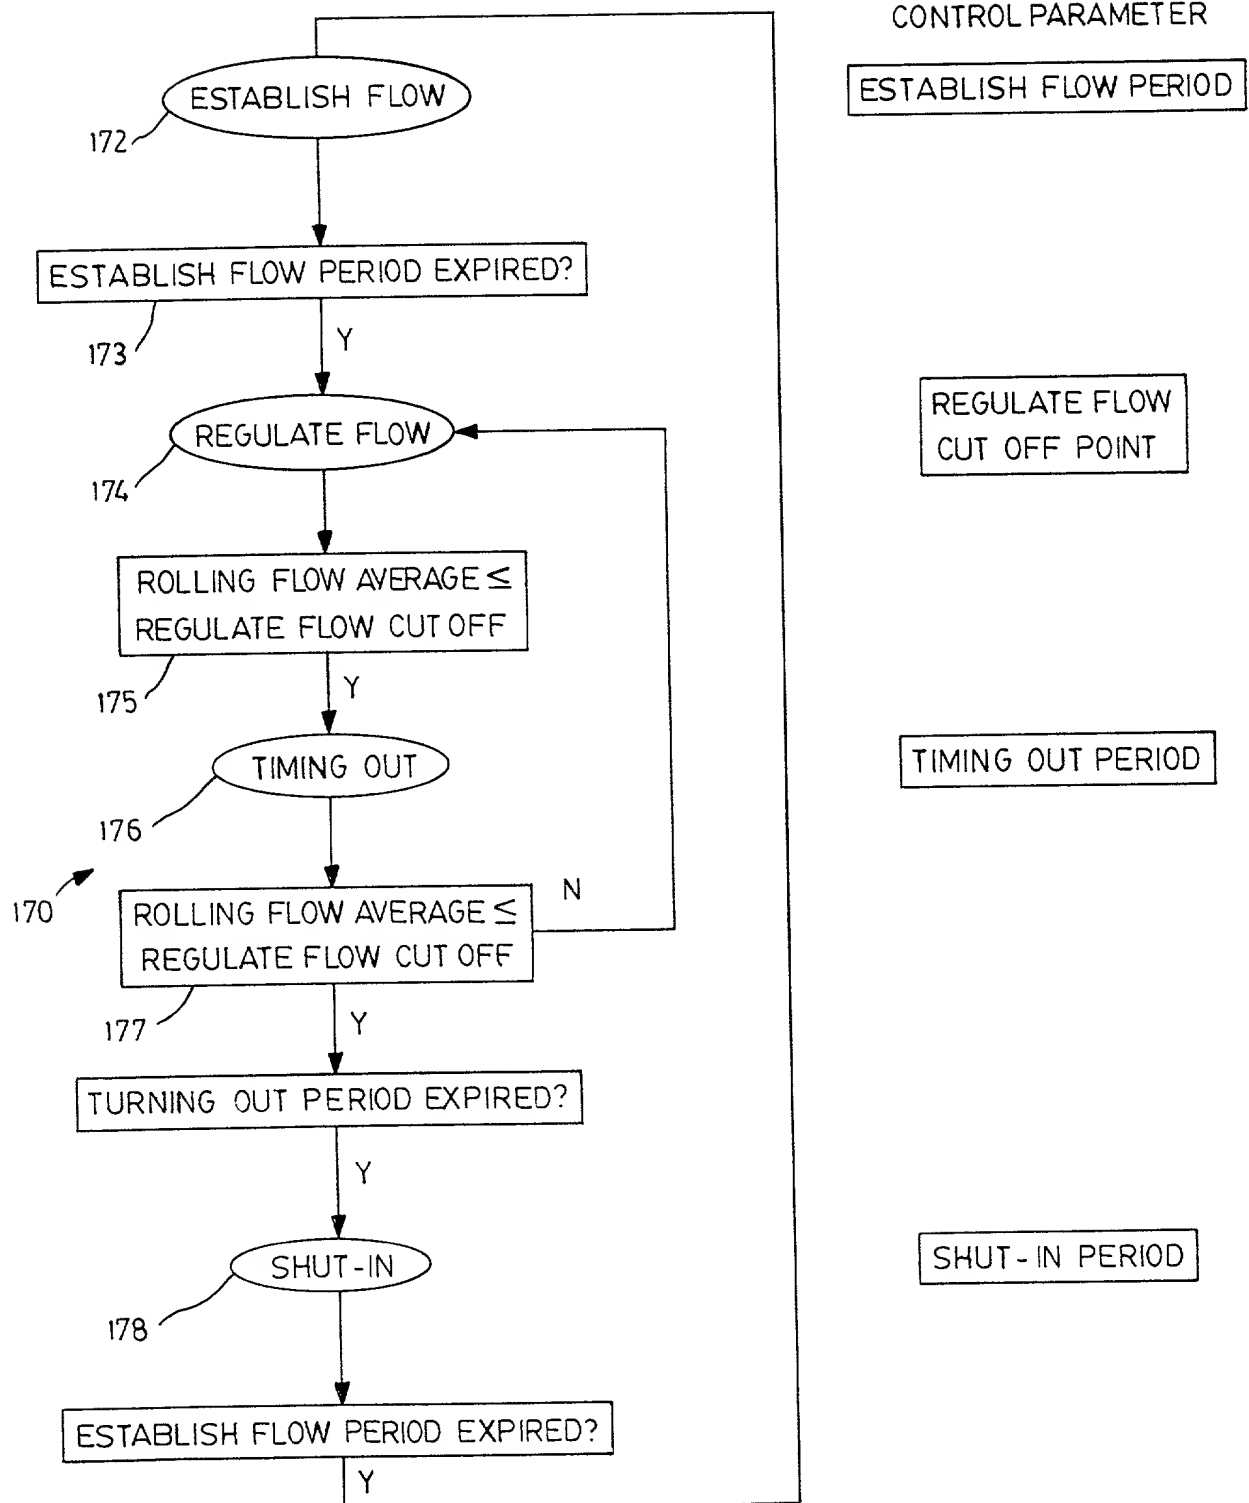 CONTROL PARAMETER
ESTABLISH FLOW
ESTABLISH FLOW PERIOD
172
ESTABLISH FLOW PERIOD EXPIRED?
173
Y
REGULATE FLOW
REGULATE FLOW
CUT OFF POINT
174
ROLLING FLOW AVERAGE ≤
REGULATE FLOW CUT OFF
175
Y
TIMING OUT
TIMING OUT PERIOD
176
170
ROLLING FLOW AVERAGE ≤
REGULATE FLOW CUT OFF
N
177
Y
TURNING OUT PERIOD EXPIRED?
Y
SHUT-IN
SHUT-IN PERIOD
178
ESTABLISH FLOW PERIOD EXPIRED?
Y